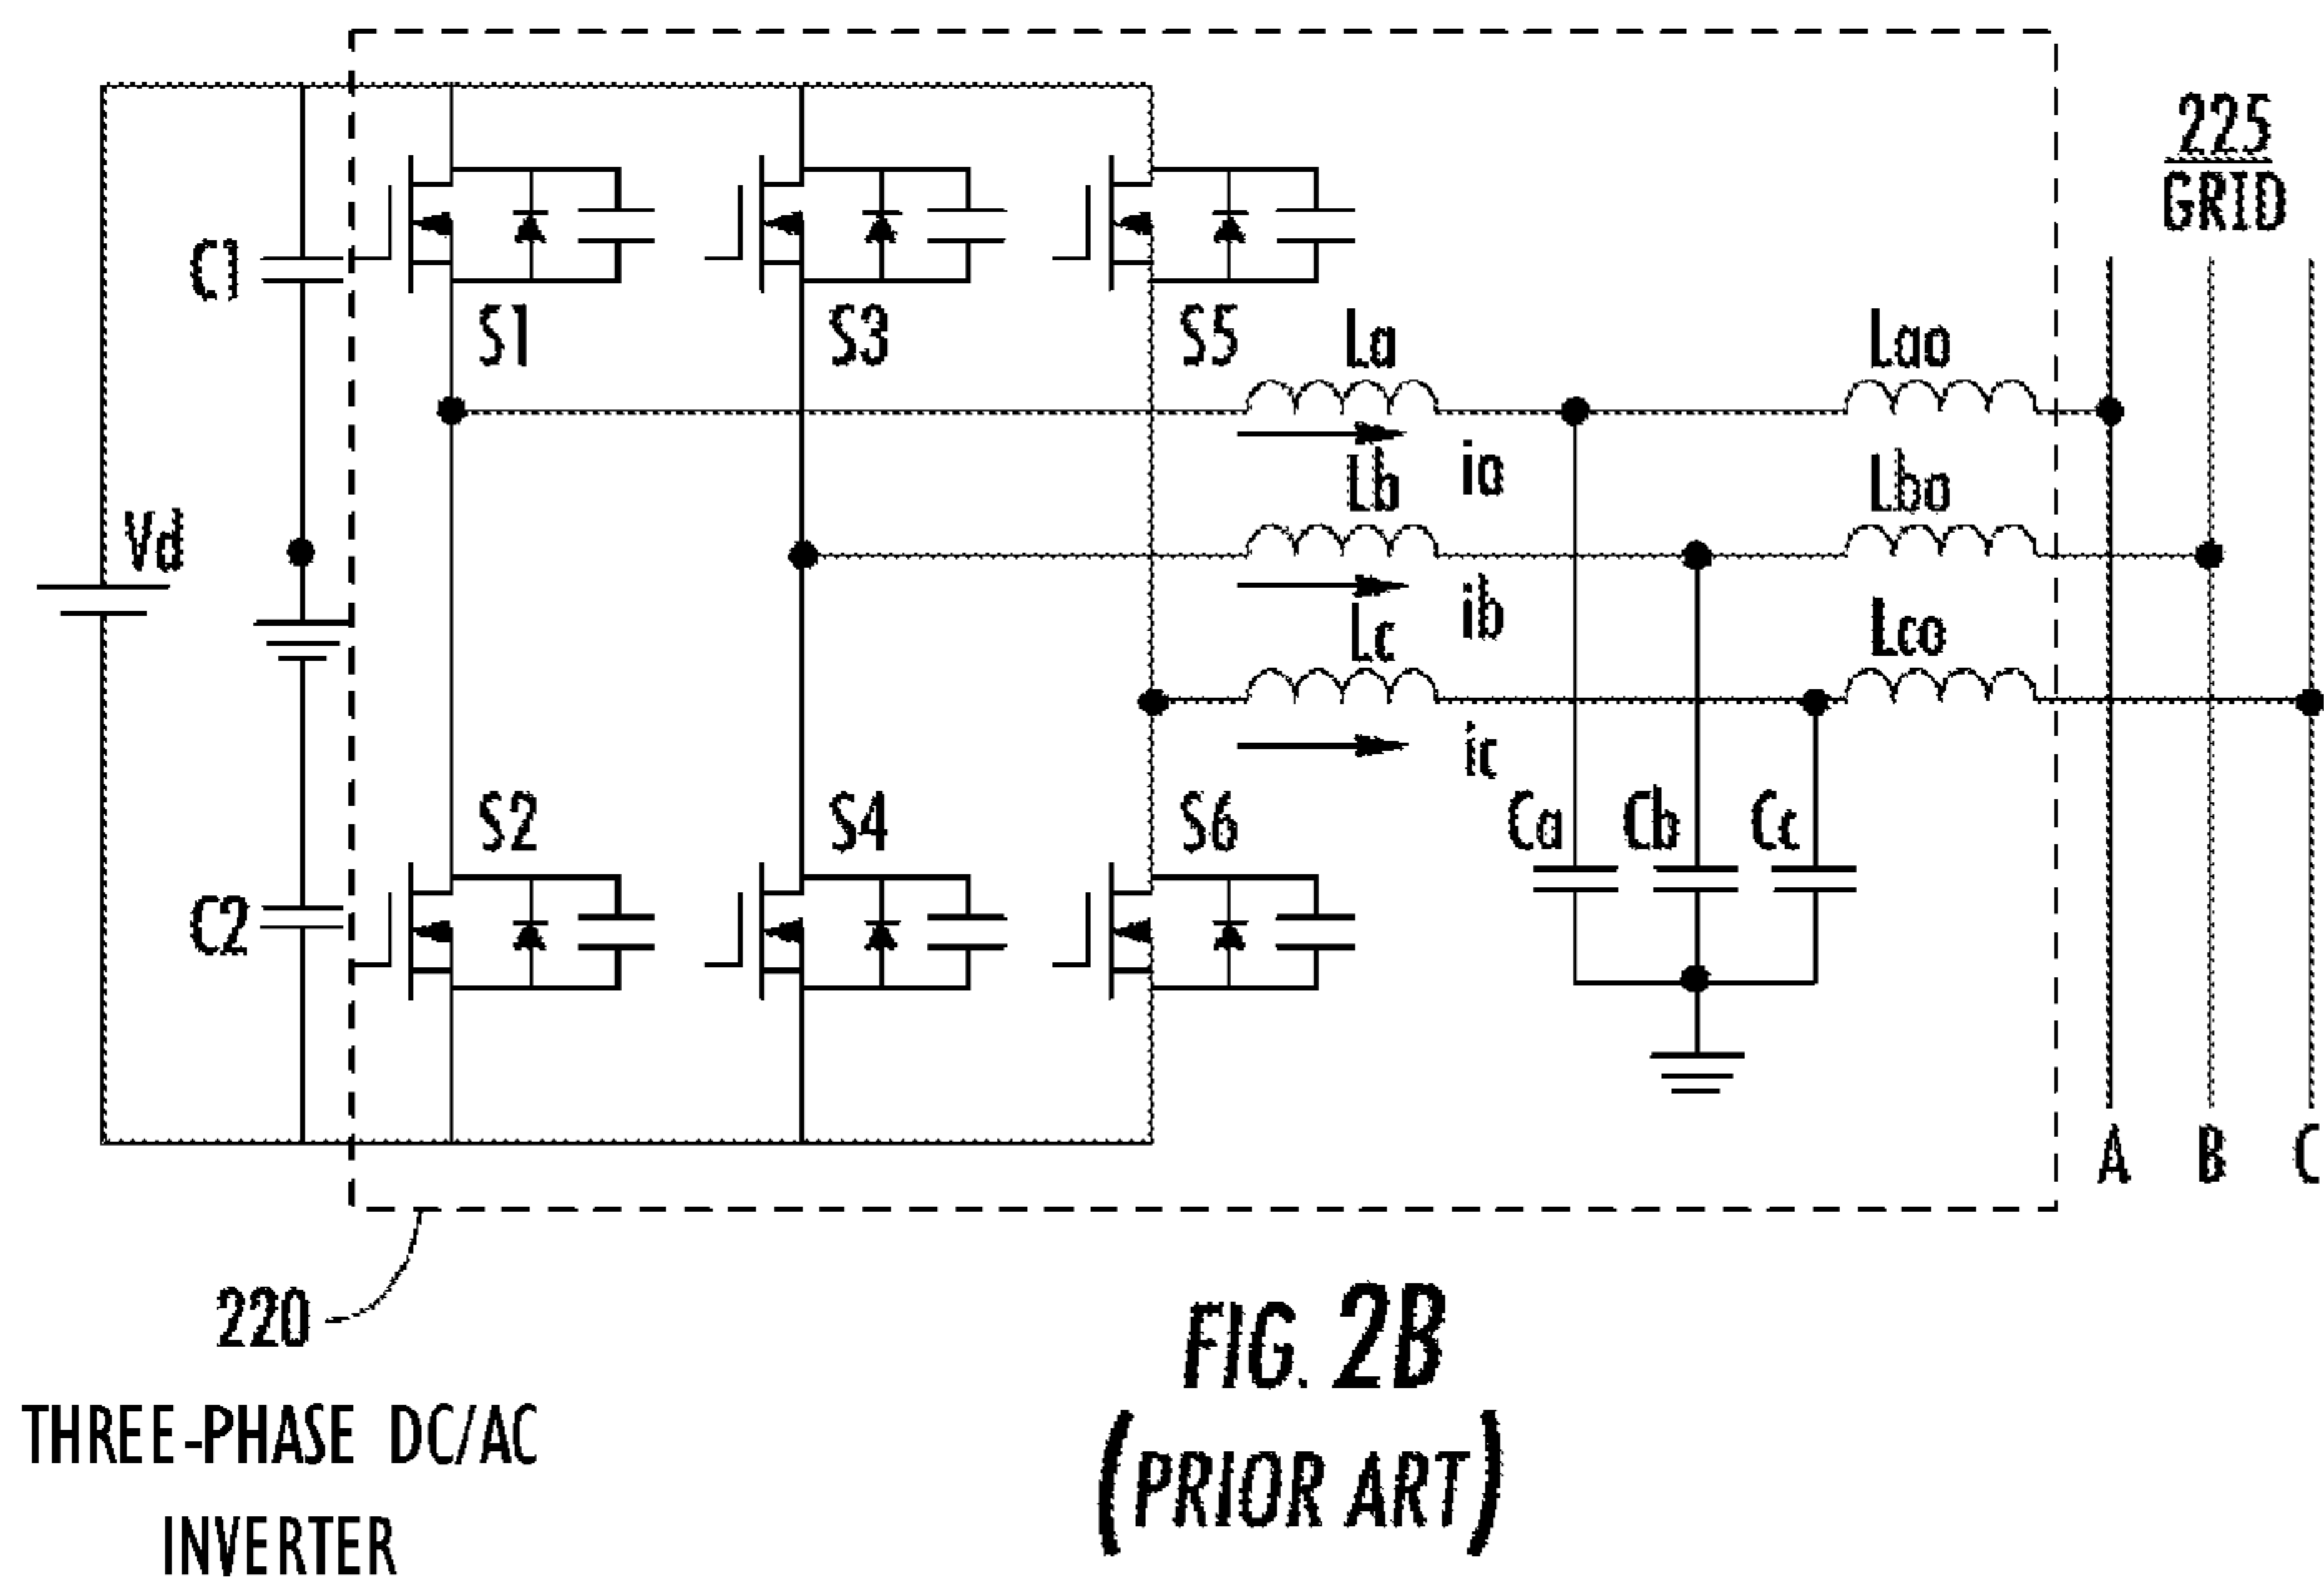 225
GRID
C1
S1
S3
S5
La
Lao
Vd
Lb
ia
Lbo
Lc
ib
Lco
ic
C2
S2
S4
S6
Ca
Cb
Cc
A
B
C
220
THREE-PHASE DC/AC
INVERTER
FIG. 2B
(PRIOR ART)